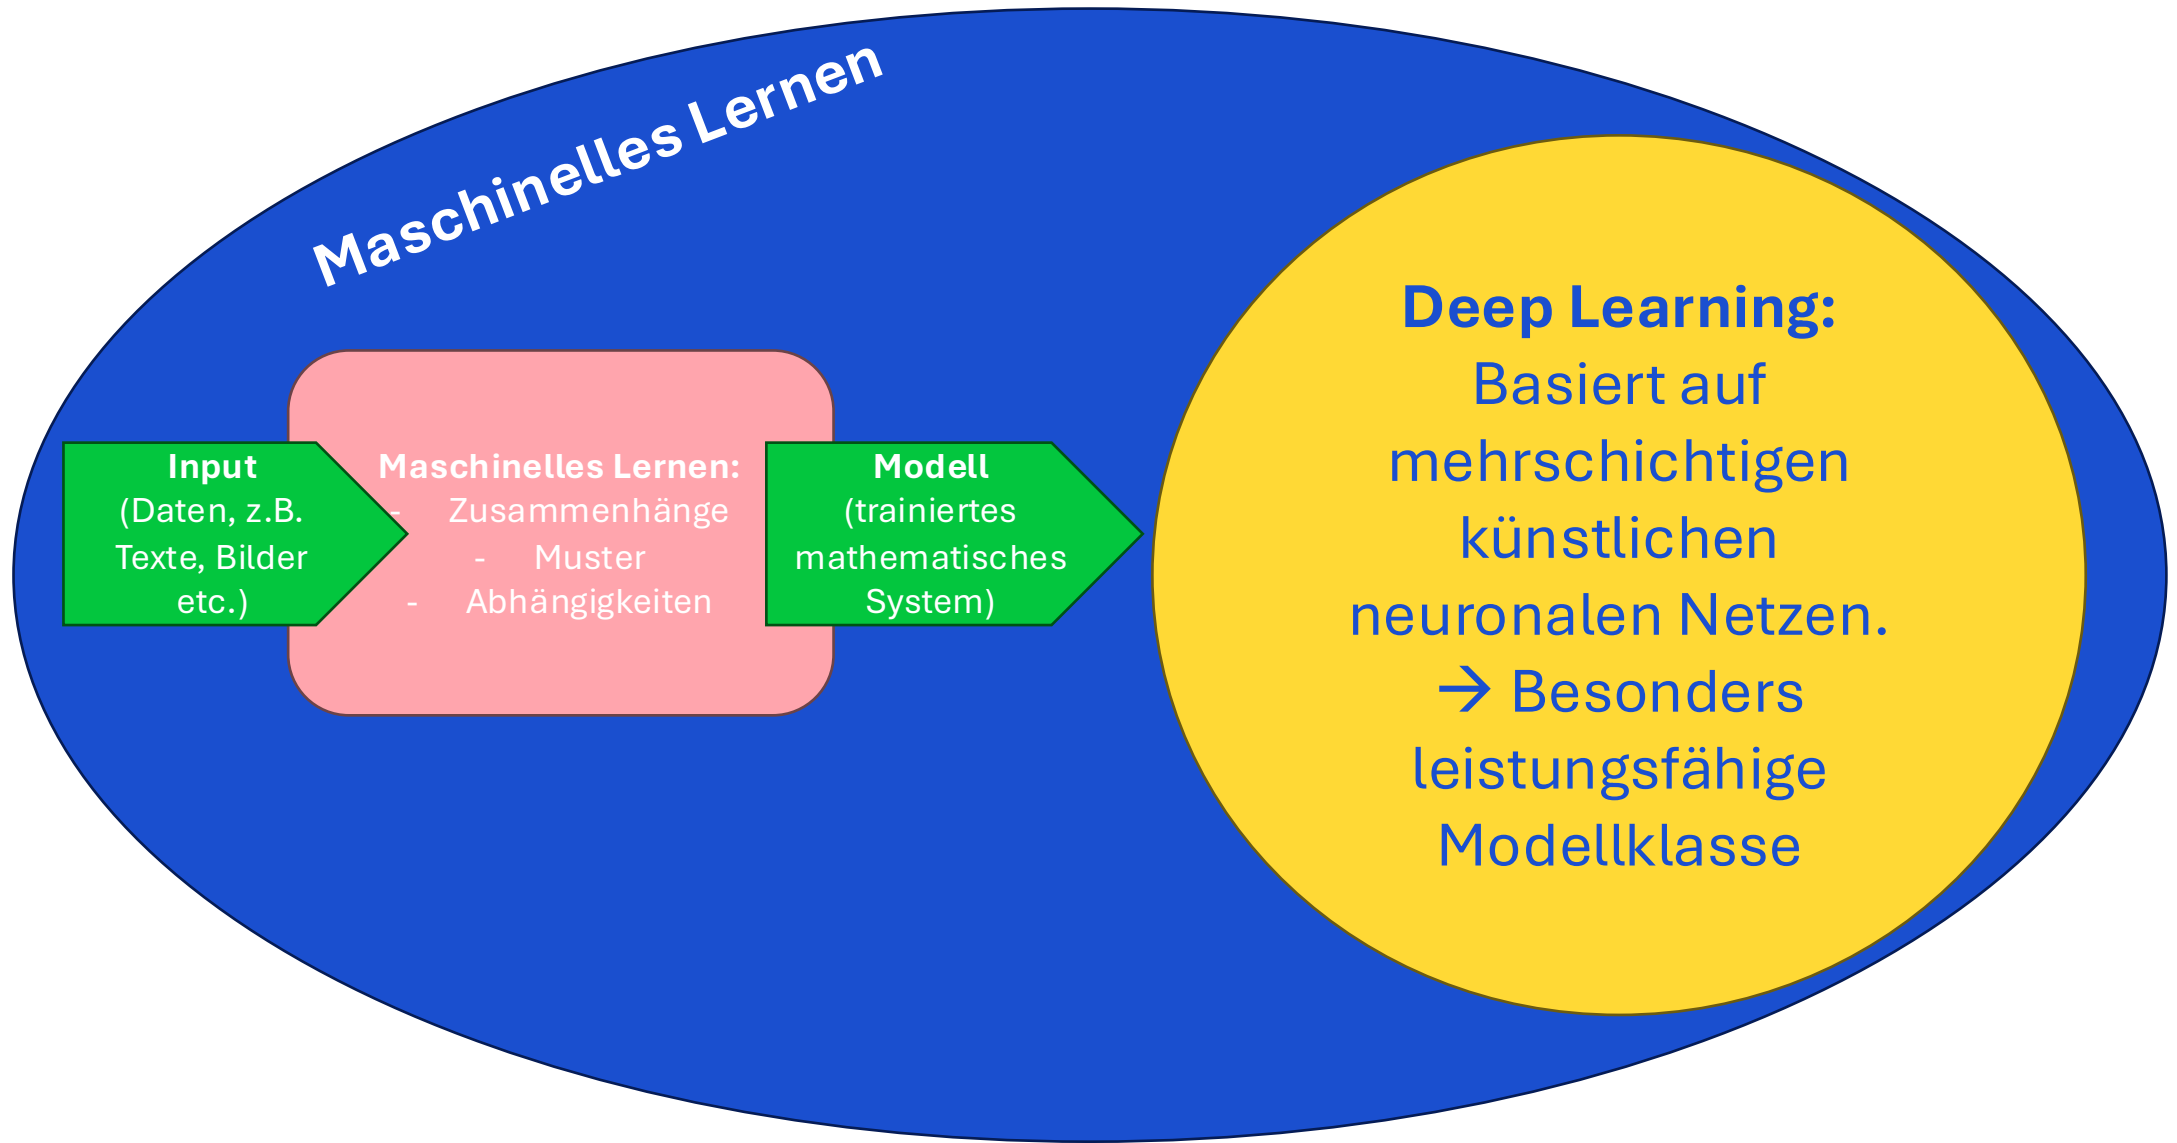 Maschinelles Lernen
Input
(Daten, z.B.
Texte, Bilder
etc.)
Maschinelles Lernen:
- Zusammenhänge
- Muster
- Abhängigkeiten
Modell
(trainiertes
mathematisches
System)
Deep Learning:
Basiert auf
mehrschichtigen
künstlichen
neuronalen Netzen.
→ Besonders
leistungsfähige
Modellklasse